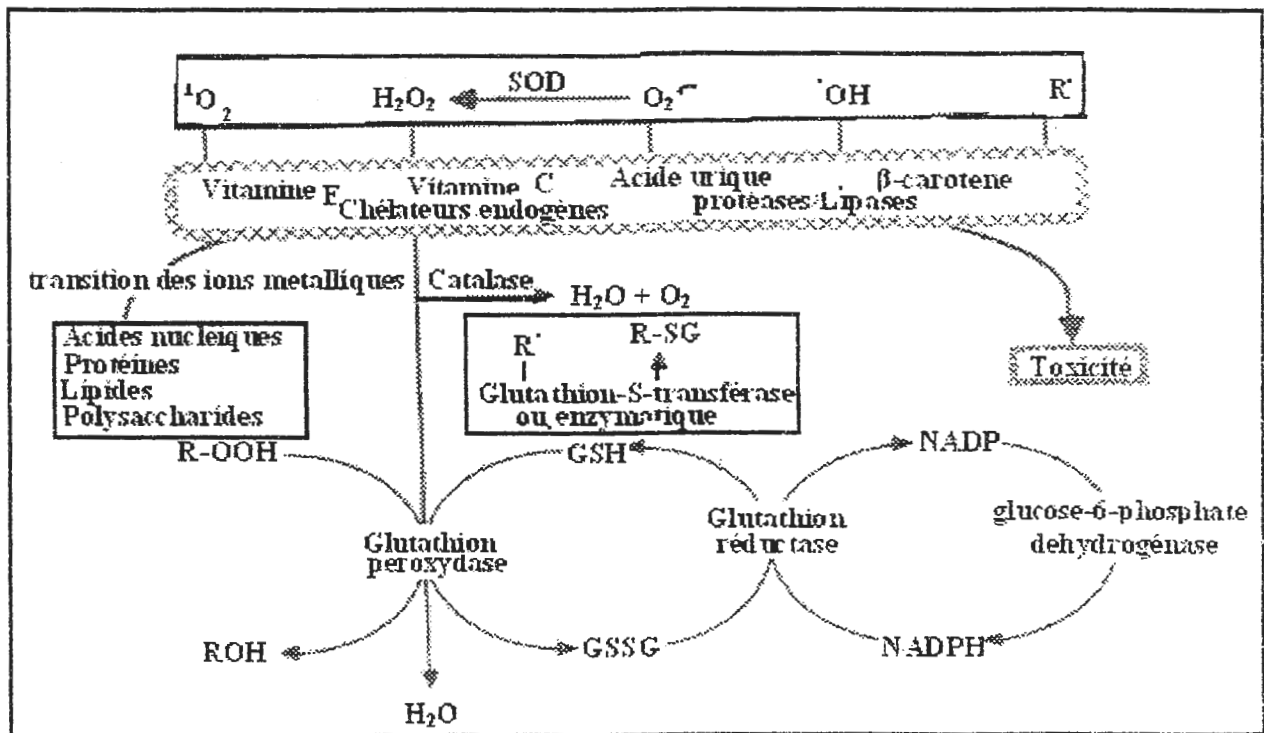 SOD
¹O₂ H₂O₂ O₂·⁻ ·OH R·
Vitamine E Vitamine C Acide urique β-carotene
Chélateurs endogènes protéases/Lipases
transition des ions metalliques Catalase
H₂O + O₂
Acides nucleiques
Protéines
Lipides
Polysaccharides
R· R-SG
Glutathion-S-transférase
ou enzymatique
Toxicité
R-OOH GSH NADP
Glutathion
peroxydase
Glutathion
réductase
glucose-6-phosphate
dehydrogénase
ROH GSSG NADPH
H₂O